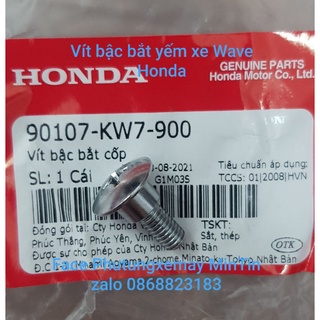 Vít bậc bắt yếm xe Wave
Honda
HONDA
GENUINE PARTS
Honda Motor Co., Ltd.
90107-KW7-900
Vít bậc bắt cốp
SL: 1 Cái
-08-2021
G1M035
Tiêu chuẩn áp dụng:
TCCS: 01|2008|HVN
Đóng gói tại: Cty Honda
Phúc Thắng, Phúc Yên, Vĩnh
TSKT:
Sắt, thép
Được sự cho phép của Cty Honda Nhật Bản
OTK
Minato-Ku, Tokyo, Nhật Bản
zalo 0868823183